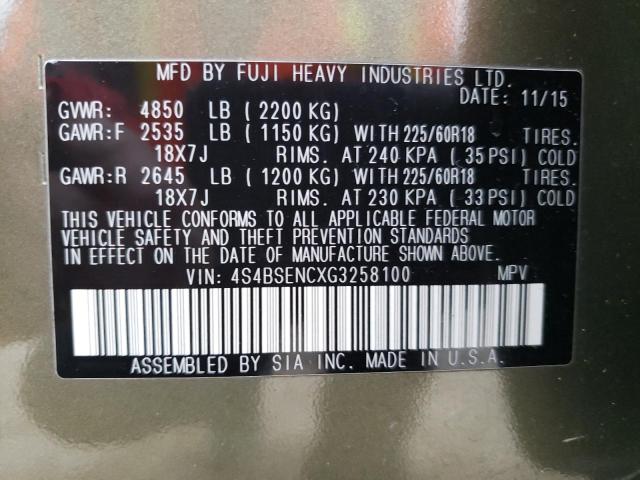 MFD BY FUJI HEAVY INDUSTRIES LTD.
DATE: 11/15
GVWR: 4850 LB ( 2200 KG)
GAWR:F 2535 LB ( 1150 KG) WITH 225/60R18 TIRES.
18X7J RIMS. AT 240 KPA ( 35 PSI) COLD
GAWR:R 2645 LB ( 1200 KG) WITH 225/60R18 TIRES.
18X7J RIMS. AT 230 KPA ( 33 PSI) COLD
THIS VEHICLE CONFORMS TO ALL APPLICABLE FEDERAL MOTOR
VEHICLE SAFETY AND THEFT PREVENTION STANDARDS
IN EFFECT ON THE DATE OF MANUFACTURE SHOWN ABOVE.
VIN: 4S4BSENCXG3258100 MPV
ASSEMBLED BY SIA INC. MADE IN U.S.A.